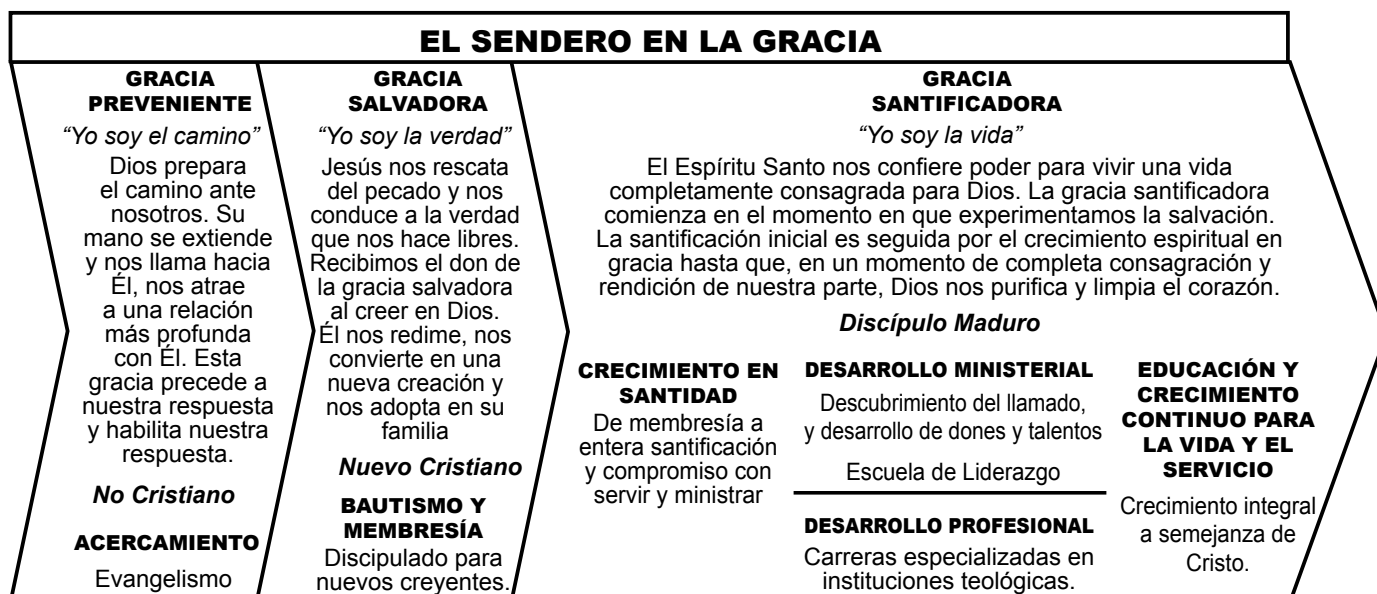 EL SENDERO EN LA GRACIA
GRACIA
PREVENIENTE
“Yo soy el camino”
Dios prepara
el camino ante
nosotros. Su
mano se extiende
y nos llama hacia
Él, nos atrae
a una relación
más profunda
con Él. Esta
gracia precede a
nuestra respuesta
y habilita nuestra
respuesta.
No Cristiano
ACERCAMIENTO
Evangelismo
GRACIA
SALVADORA
“Yo soy la verdad”
Jesús nos rescata
del pecado y nos
conduce a la verdad
que nos hace libres.
Recibimos el don de
la gracia salvadora
al creer en Dios.
Él nos redime, nos
convierte en una
nueva creación y
nos adopta en su
familia
Nuevo Cristiano
BAUTISMO Y
MEMBRESÍA
Discipulado para
nuevos creyentes.
GRACIA
SANTIFICADORA
“Yo soy la vida”
El Espíritu Santo nos confiere poder para vivir una vida
completamente consagrada para Dios. La gracia santificadora
comienza en el momento en que experimentamos la salvación.
La santificación inicial es seguida por el crecimiento espiritual en
gracia hasta que, en un momento de completa consagración y
rendición de nuestra parte, Dios nos purifica y limpia el corazón.
Discípulo Maduro
CRECIMIENTO EN
SANTIDAD
De membresía a
entera santificación
y compromiso con
servir y ministrar
DESARROLLO MINISTERIAL
Descubrimiento del llamado,
y desarrollo de dones y talentos
Escuela de Liderazgo
DESARROLLO PROFESIONAL
Carreras especializadas en
instituciones teológicas.
EDUCACIÓN Y
CRECIMIENTO
CONTINUO PARA
LA VIDA Y EL
SERVICIO
Crecimiento integral
a semejanza de
Cristo.